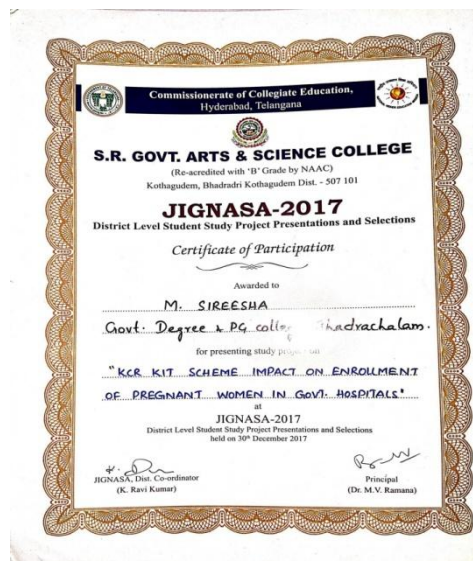 Commissionerate of Collegiate Education,
Hyderabad, Telangana
S.R. GOVT. ARTS & SCIENCE COLLEGE
(Re-acredited with 'B' Grade by NAAC)
Kothagudem, Bhadradri Kothagudem Dist. - 507 101
JIGNASA-2017
District Level Student Study Project Presentations and Selections
Certificate of Participation
Awarded to
M. SIREESHA
Govt. Degree & PG hadrachalam.
for presenting study
"KCR KIT SCHEME IMPACT ON ENROLLMENT
OF PREGNANT WOMEN IN GOVT. HOSPITALS"
at
JIGNASA-2017
District Level Student Study Project Presentations and Selections
held on 30th December 2017
JIGNASA, Dist. Co-ordinator
(K. Ravi Kumar)
Principal
(Dr. M.V. Ramana)